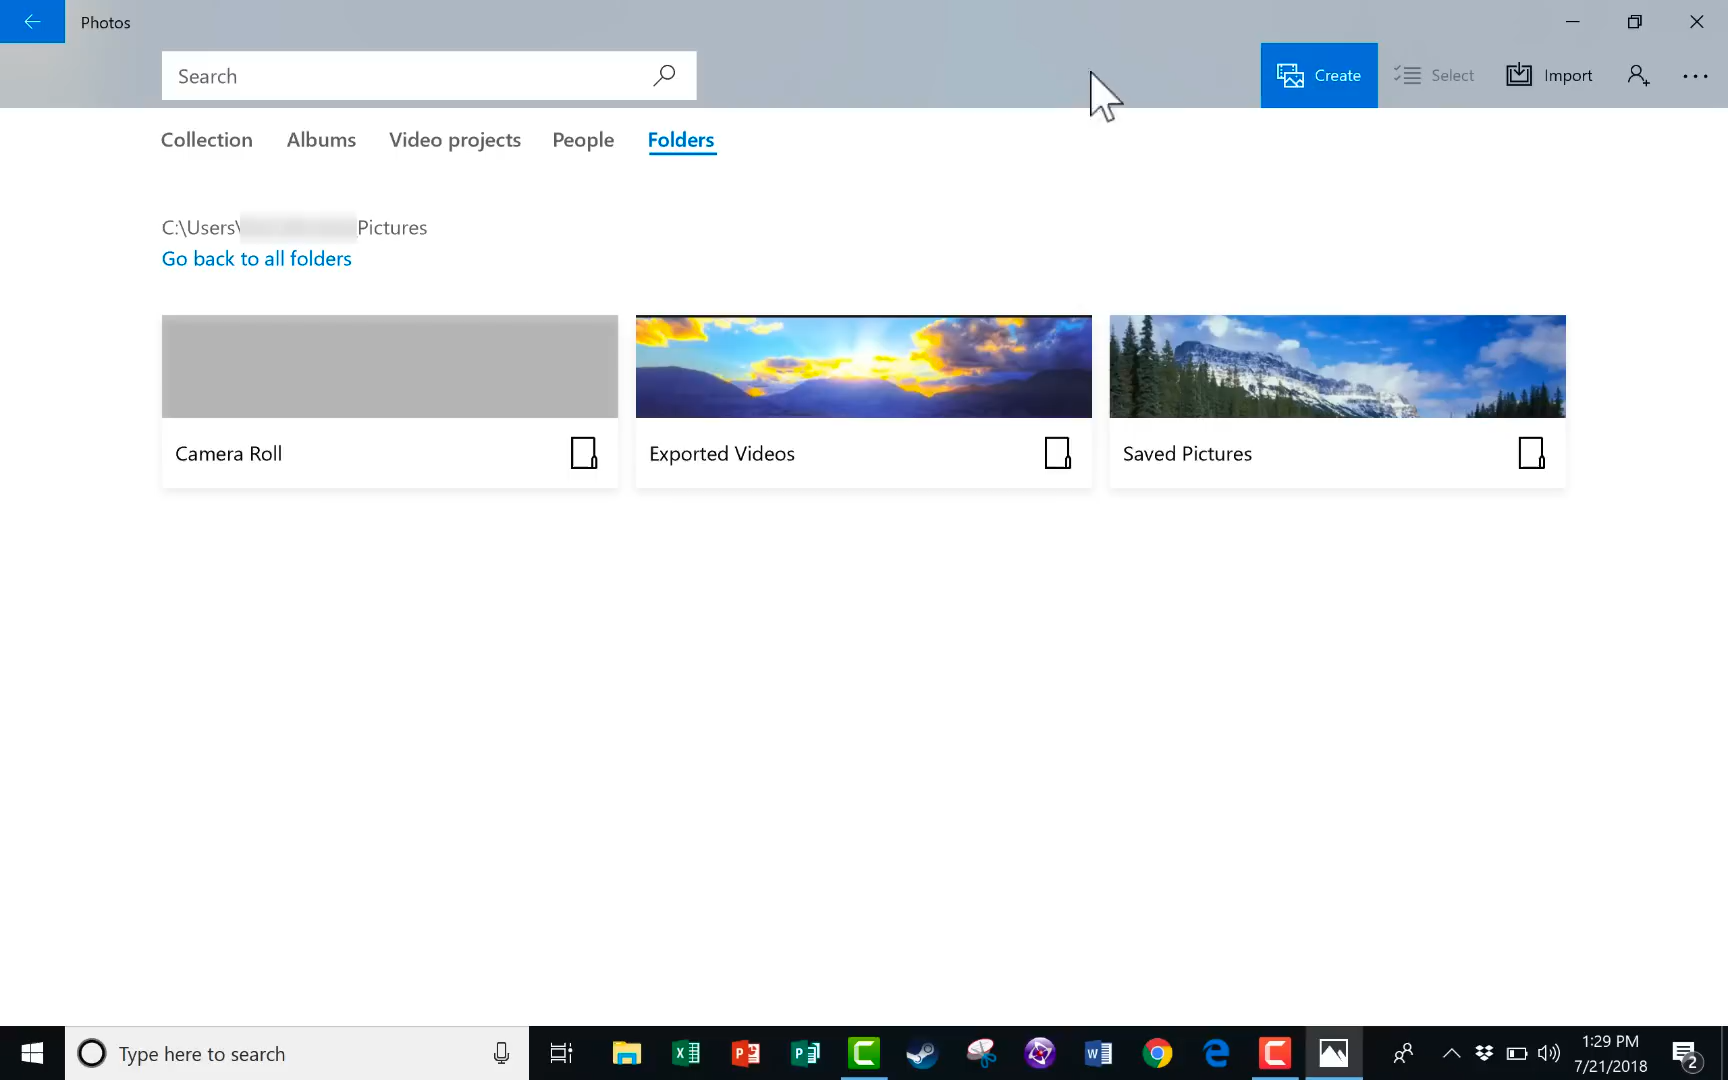 Photos
Search
Create
Select
Import
Collection
Albums
Video projects
People
Folders
C:\Users\ Pictures
Go back to all folders
Camera Roll
Exported Videos
Saved Pictures
Type here to search
1:29 PM
7/21/2018
2